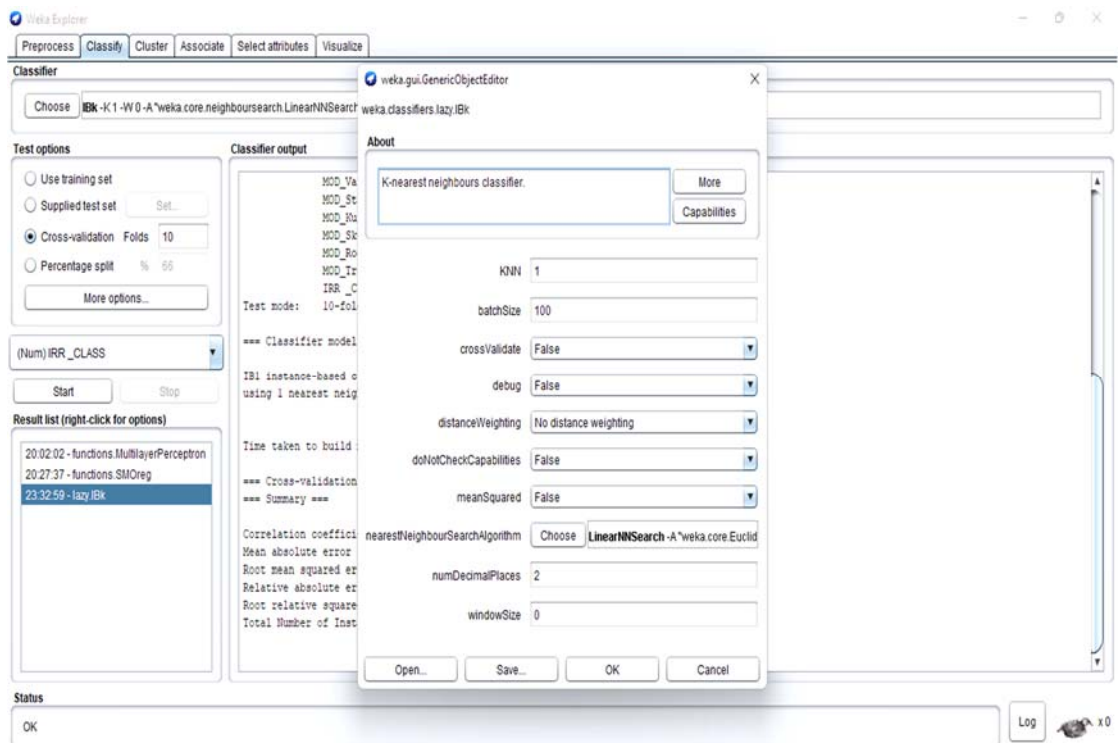 Weka Explorer
Preprocess Classify Cluster Associate Select attributes Visualize
Classifier
Choose IBk -K 1 -W 0 -A "weka.core.neighboursearch.LinearNNSearch
Test options
Use training set
Supplied test set Set...
Cross-validation Folds 10
Percentage split % 66
More options...
(Num) IRR _CLASS
Start Stop
Result list (right-click for options)
20:02:02 - functions.MultilayerPerceptron
20:27:37 - functions.SMOreg
23:32:59 - lazy.IBk
Classifier output
MOD_Va
MOD_St
MOD_Ku
MOD_Sk
MOD_Ro
MOD_Tr
IRR _C
Test mode: 10-fol
=== Classifier model
IB1 instance-based c
using 1 nearest neig
Time taken to build
=== Cross-validation
=== Summary ===
Correlation coeffici
Mean absolute error
Root mean squared er
Relative absolute er
Root relative square
Total Number of Inst
weka.gui.GenericObjectEditor
weka.classifiers.lazy.IBk
About
K-nearest neighbours classifier.
More
Capabilities
KNN 1
batchSize 100
crossValidate False
debug False
distanceWeighting No distance weighting
doNotCheckCapabilities False
meanSquared False
nearestNeighbourSearchAlgorithm Choose LinearNNSearch -A "weka.core.Euclid
numDecimalPlaces 2
windowSize 0
Open... Save... OK Cancel
Status
OK
Log x 0